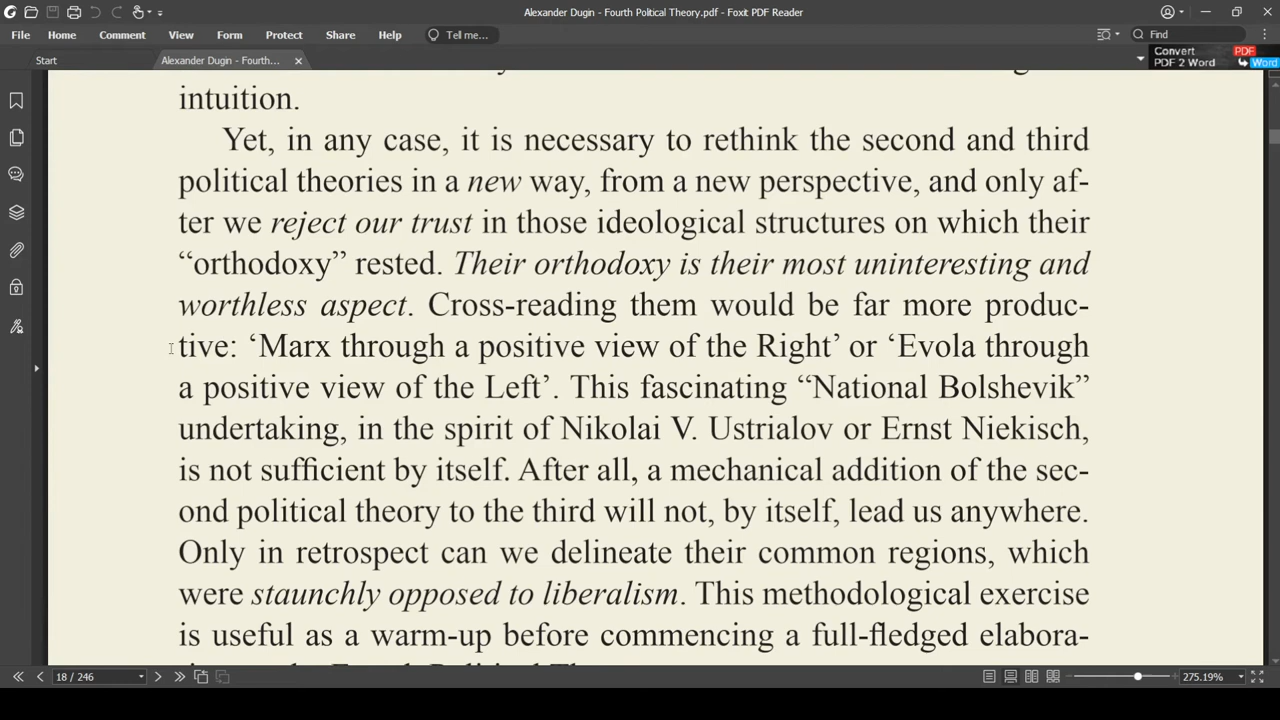 Alexander Dugin - Fourth Political Theory.pdf - Foxit PDF Reader
File Home Comment View Form Protect Share Help Tell me... Find
Start Alexander Dugin - Fourth... Convert PDF
PDF 2 Word Word
intuition.
Yet, in any case, it is necessary to rethink the second and third
political theories in a new way, from a new perspective, and only af-
ter we reject our trust in those ideological structures on which their
“orthodoxy” rested. Their orthodoxy is their most uninteresting and
worthless aspect. Cross-reading them would be far more produc-
tive: ‘Marx through a positive view of the Right’ or ‘Evola through
a positive view of the Left’. This fascinating “National Bolshevik”
undertaking, in the spirit of Nikolai V. Ustrialov or Ernst Niekisch,
is not sufficient by itself. After all, a mechanical addition of the sec-
ond political theory to the third will not, by itself, lead us anywhere.
Only in retrospect can we delineate their common regions, which
were staunchly opposed to liberalism. This methodological exercise
is useful as a warm-up before commencing a full-fledged elabora-
18 / 246 275.19%